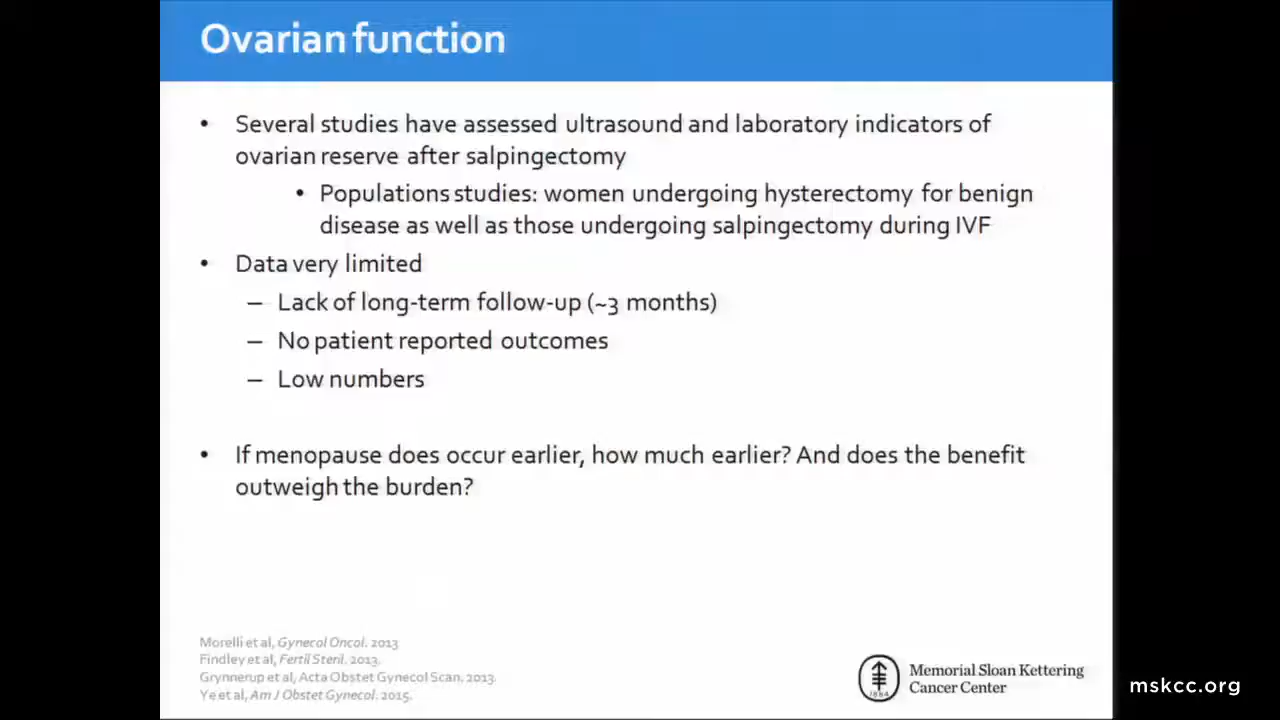 Ovarian function
• Several studies have assessed ultrasound and laboratory indicators of
ovarian reserve after salpingectomy
• Populations studies: women undergoing hysterectomy for benign
disease as well as those undergoing salpingectomy during IVF
• Data very limited
– Lack of long-term follow-up (~3 months)
– No patient reported outcomes
– Low numbers
• If menopause does occur earlier, how much earlier? And does the benefit
outweigh the burden?
Morelli et al, Gynecol Oncol. 2013
Findley et al, Fertil Steril. 2013.
Grynnerup et al, Acta Obstet Gynecol Scan. 2013.
Ye et al, Am J Obstet Gynecol. 2015.
1884
Memorial Sloan Kettering
Cancer Center
mskcc.org